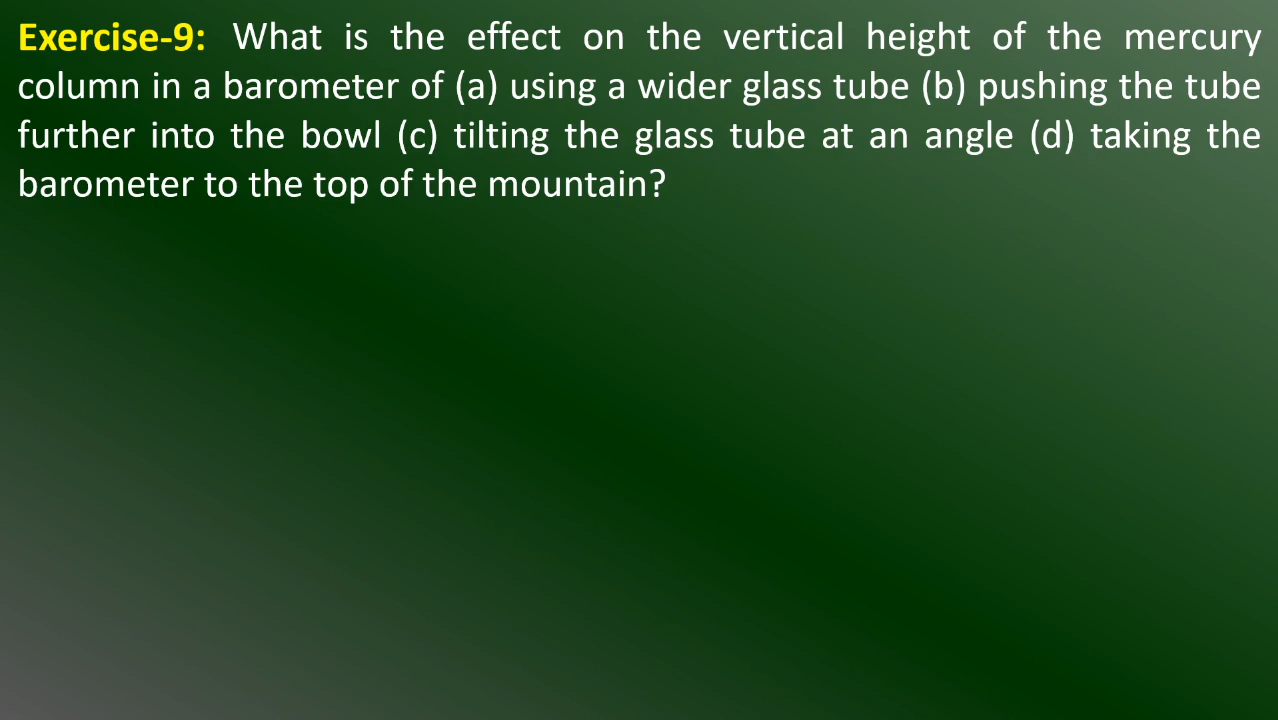 Exercise-9: What is the effect on the vertical height of the mercury
column in a barometer of (a) using a wider glass tube (b) pushing the tube
further into the bowl (c) tilting the glass tube at an angle (d) taking the
barometer to the top of the mountain?